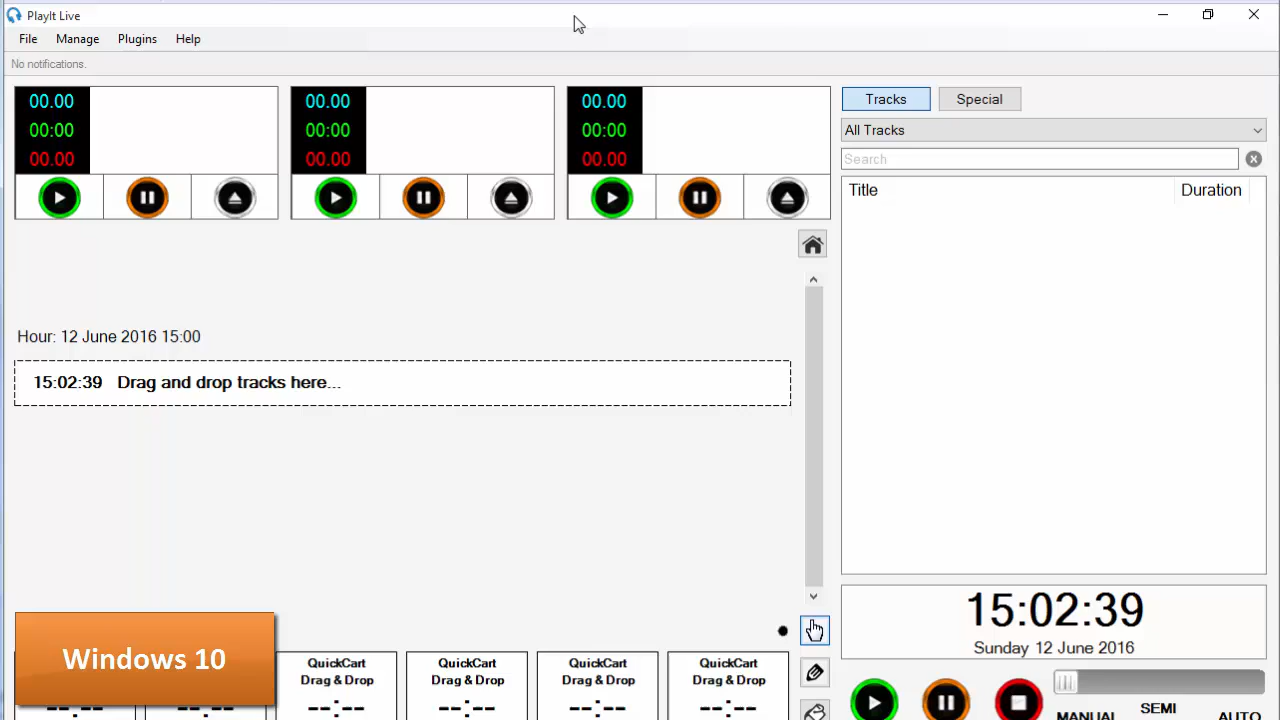 PlayIt Live
File Manage Plugins Help
No notifications.
00.00 00.00 00.00
00:00 00:00 00:00
00.00 00.00 00.00
Tracks Special
All Tracks
Search
Title Duration
Hour: 12 June 2016 15:00
15:02:39 Drag and drop tracks here...
15:02:39
Sunday 12 June 2016
Windows 10
QuickCart QuickCart QuickCart QuickCart
Drag & Drop Drag & Drop Drag & Drop Drag & Drop
--:-- --:-- --:-- --:-- --:-- --:--
MANUAL SEMI AUTO